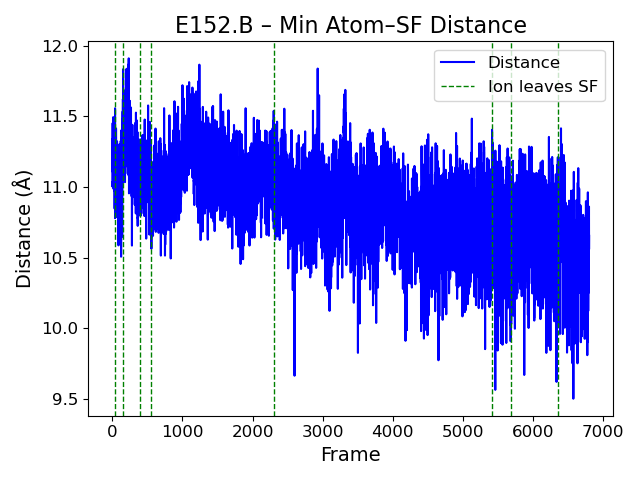 E152.B – Min Atom–SF Distance
Distance (Å)
12.0
11.5
11.0
10.5
10.0
9.5
Distance
Ion leaves SF
0 1000 2000 3000 4000 5000 6000 7000
Frame